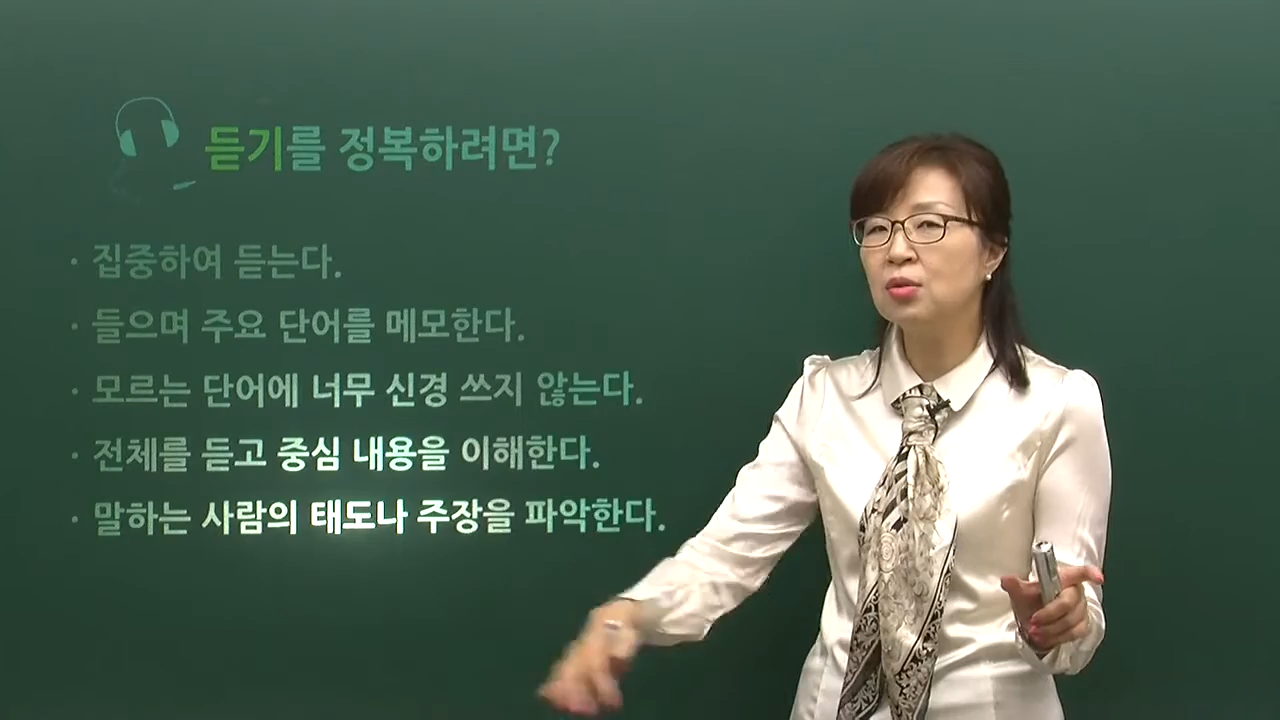 듣기를 정복하려면?
· 집중하여 듣는다.
· 들으며 주요 단어를 메모한다.
· 모르는 단어에 너무 신경 쓰지 않는다.
· 전체를 듣고 중심 내용을 이해한다.
· 말하는 사람의 태도나 주장을 파악한다.